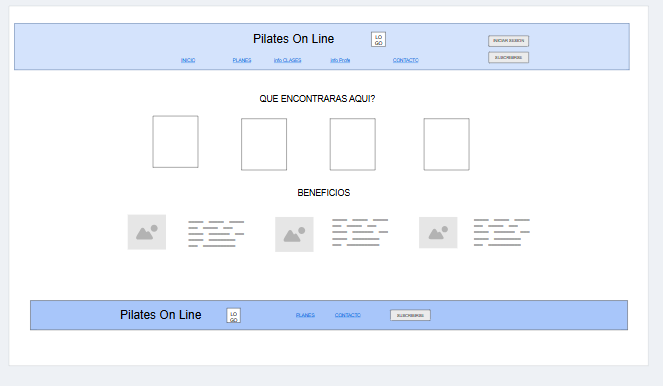 Pilates On Line
LO
GO
INICIAR SESION
INICIO
PLANES
info CLASES
info Profe
CONTACTO
SUSCRIBIRSE
QUE ENCONTRARAS AQUI?
BENEFICIOS
Pilates On Line
LO
GO
PLANES
CONTACTO
SUSCRIBIRSE